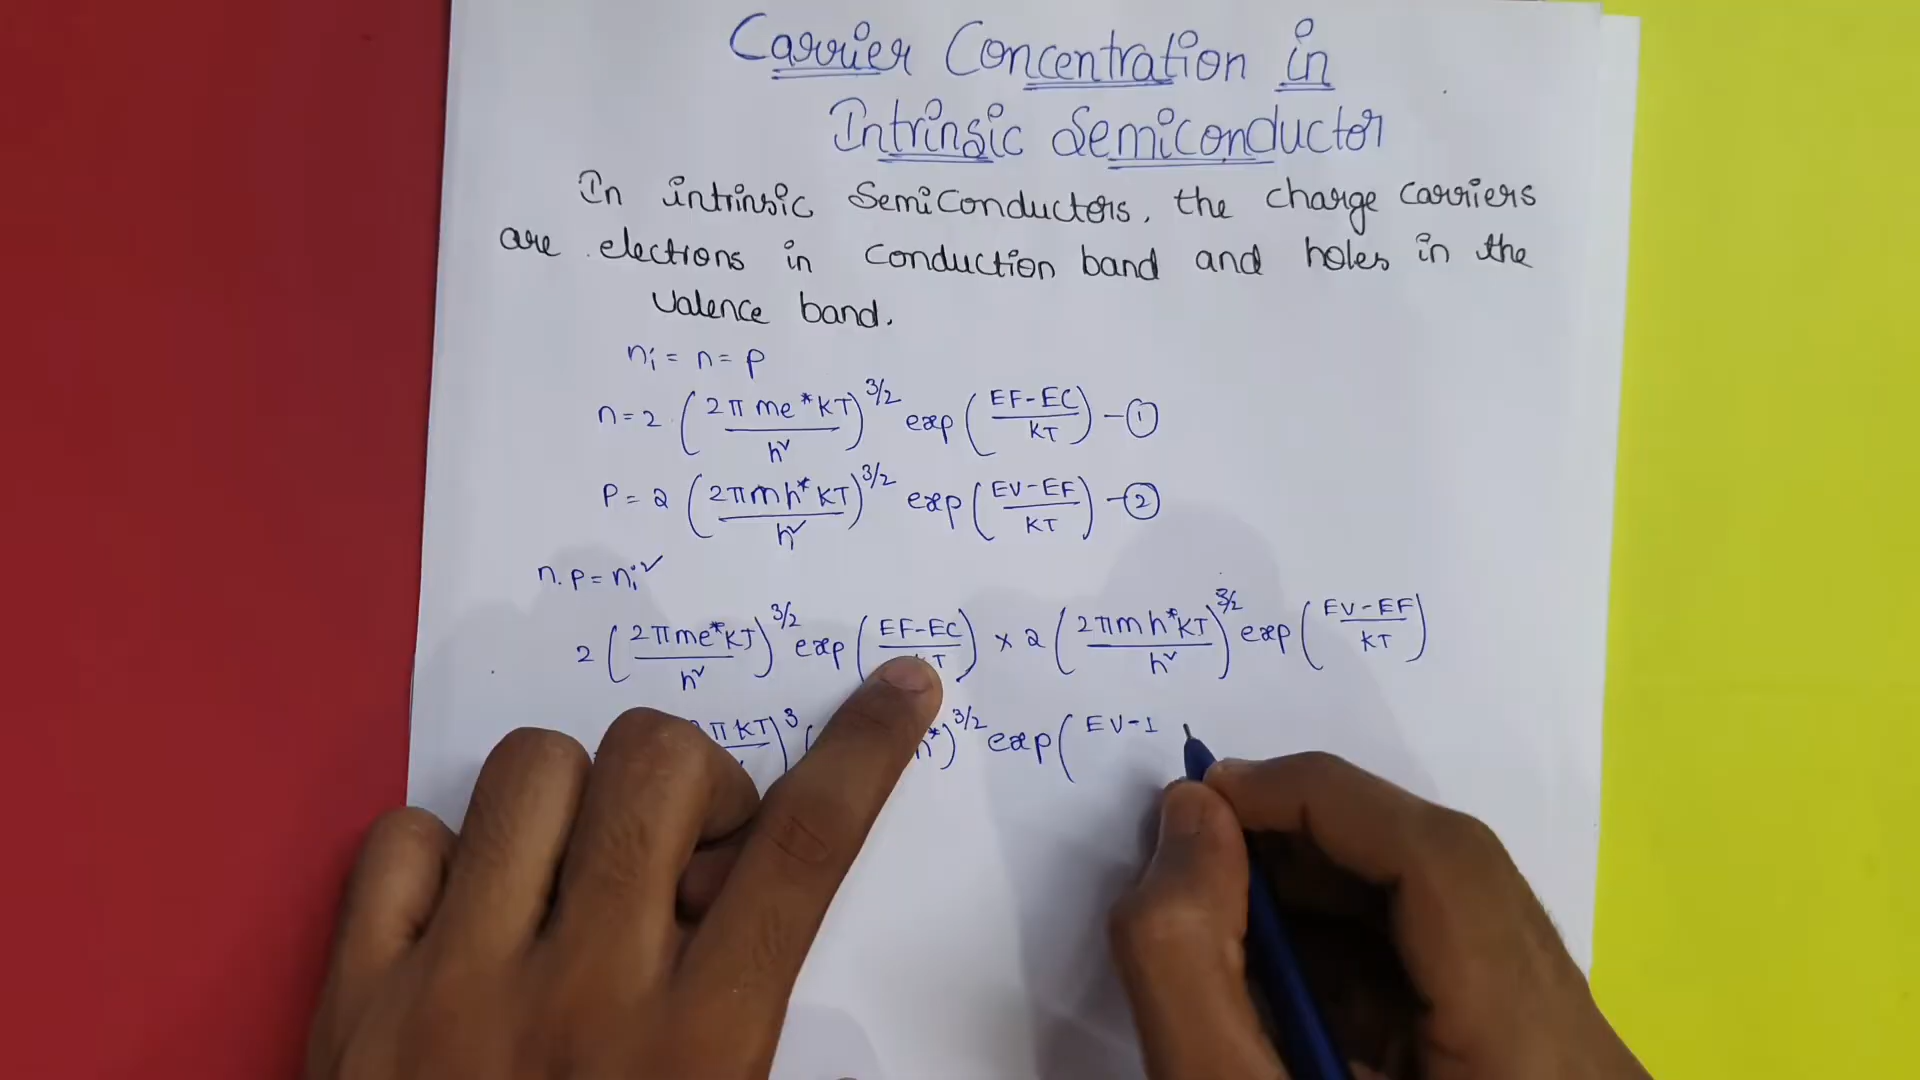 Carrier Concentration in
Intrinsic Semiconductor
In intrinsic SemiConductors, the charge carriers
are electrons in conduction band and holes in the
Valence band.
ni = n = p
n = 2 (2π me* KT / h²)^3/2 exp (EF-EC / KT) - ①
P = 2 (2π mh* KT / h²)^3/2 exp (EV-EF / KT) - ②
n. p = ni²
2 (2π me* KT / h²)^3/2 exp (EF-EC / KT) × 2 (2π mh* KT / h²)^3/2 exp (EV-EF / KT)
π KT)^3 ( *)^3/2 exp ( EV-